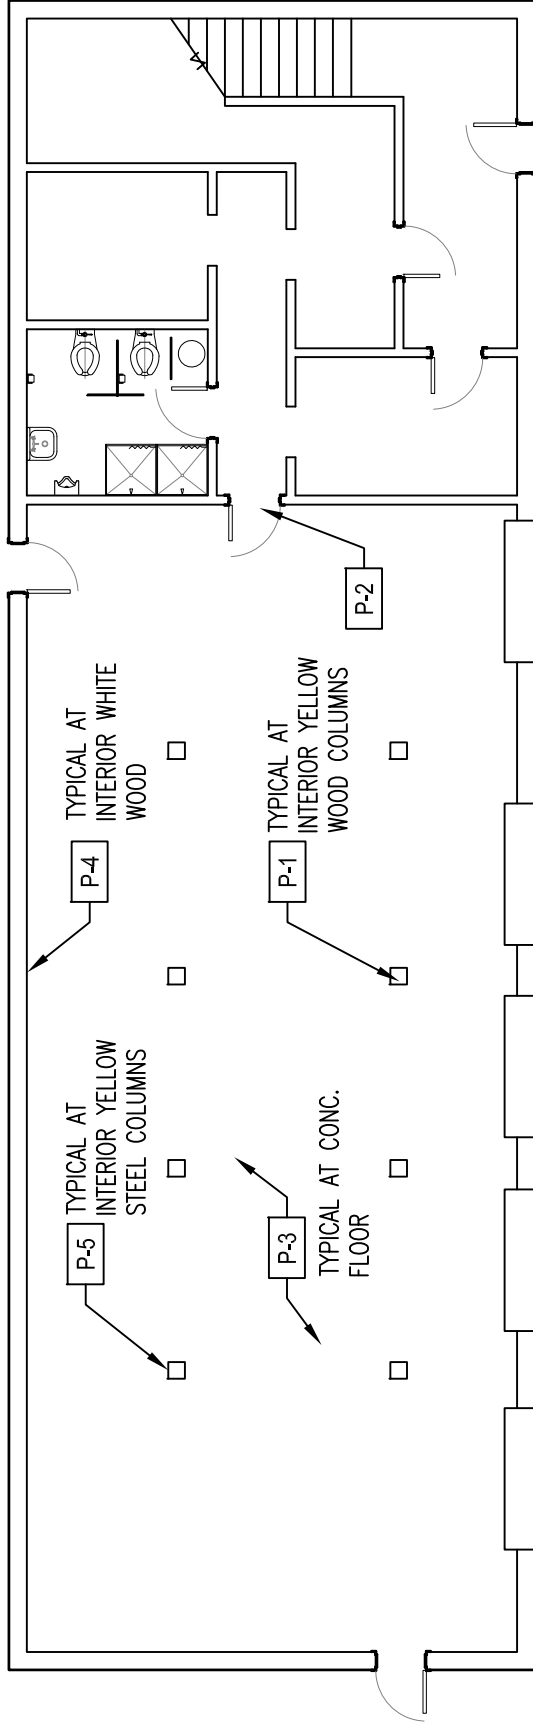 P-4
TYPICAL AT
INTERIOR WHITE
WOOD
P-2
P-1
TYPICAL AT
INTERIOR YELLOW
WOOD COLUMNS
P-5
TYPICAL AT
INTERIOR YELLOW
STEEL COLUMNS
P-3
TYPICAL AT CONC.
FLOOR